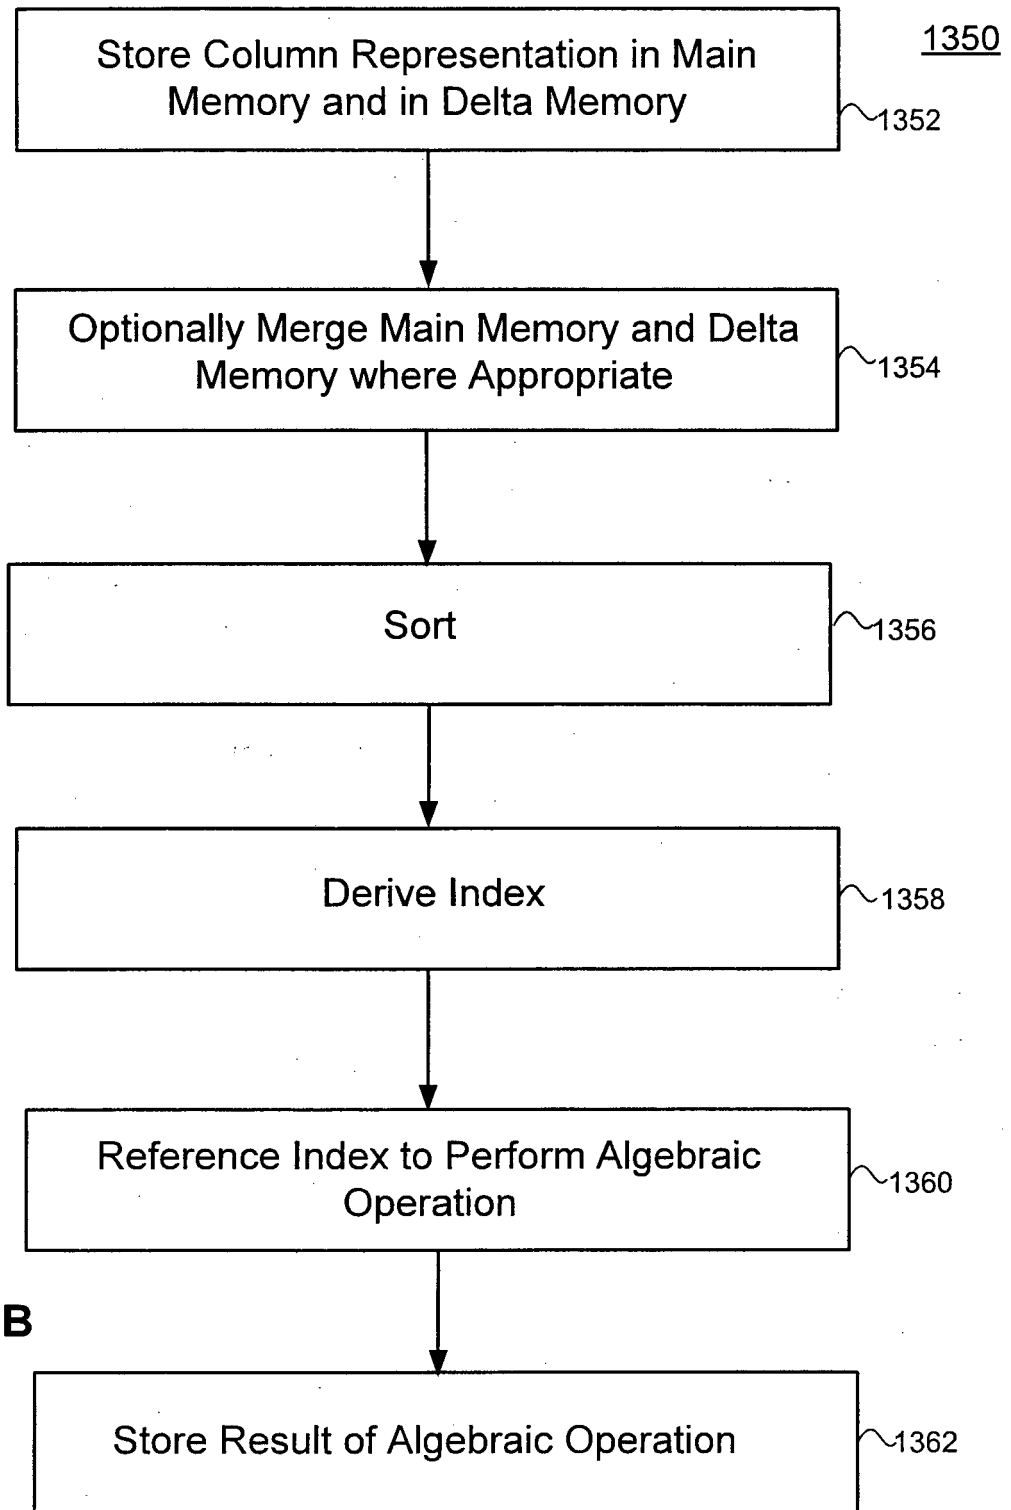 1350
Store Column Representation in Main
Memory and in Delta Memory
1352
Optionally Merge Main Memory and Delta
Memory where Appropriate
1354
Sort
1356
Derive Index
1358
Reference Index to Perform Algebraic
Operation
1360
B
Store Result of Algebraic Operation
1362